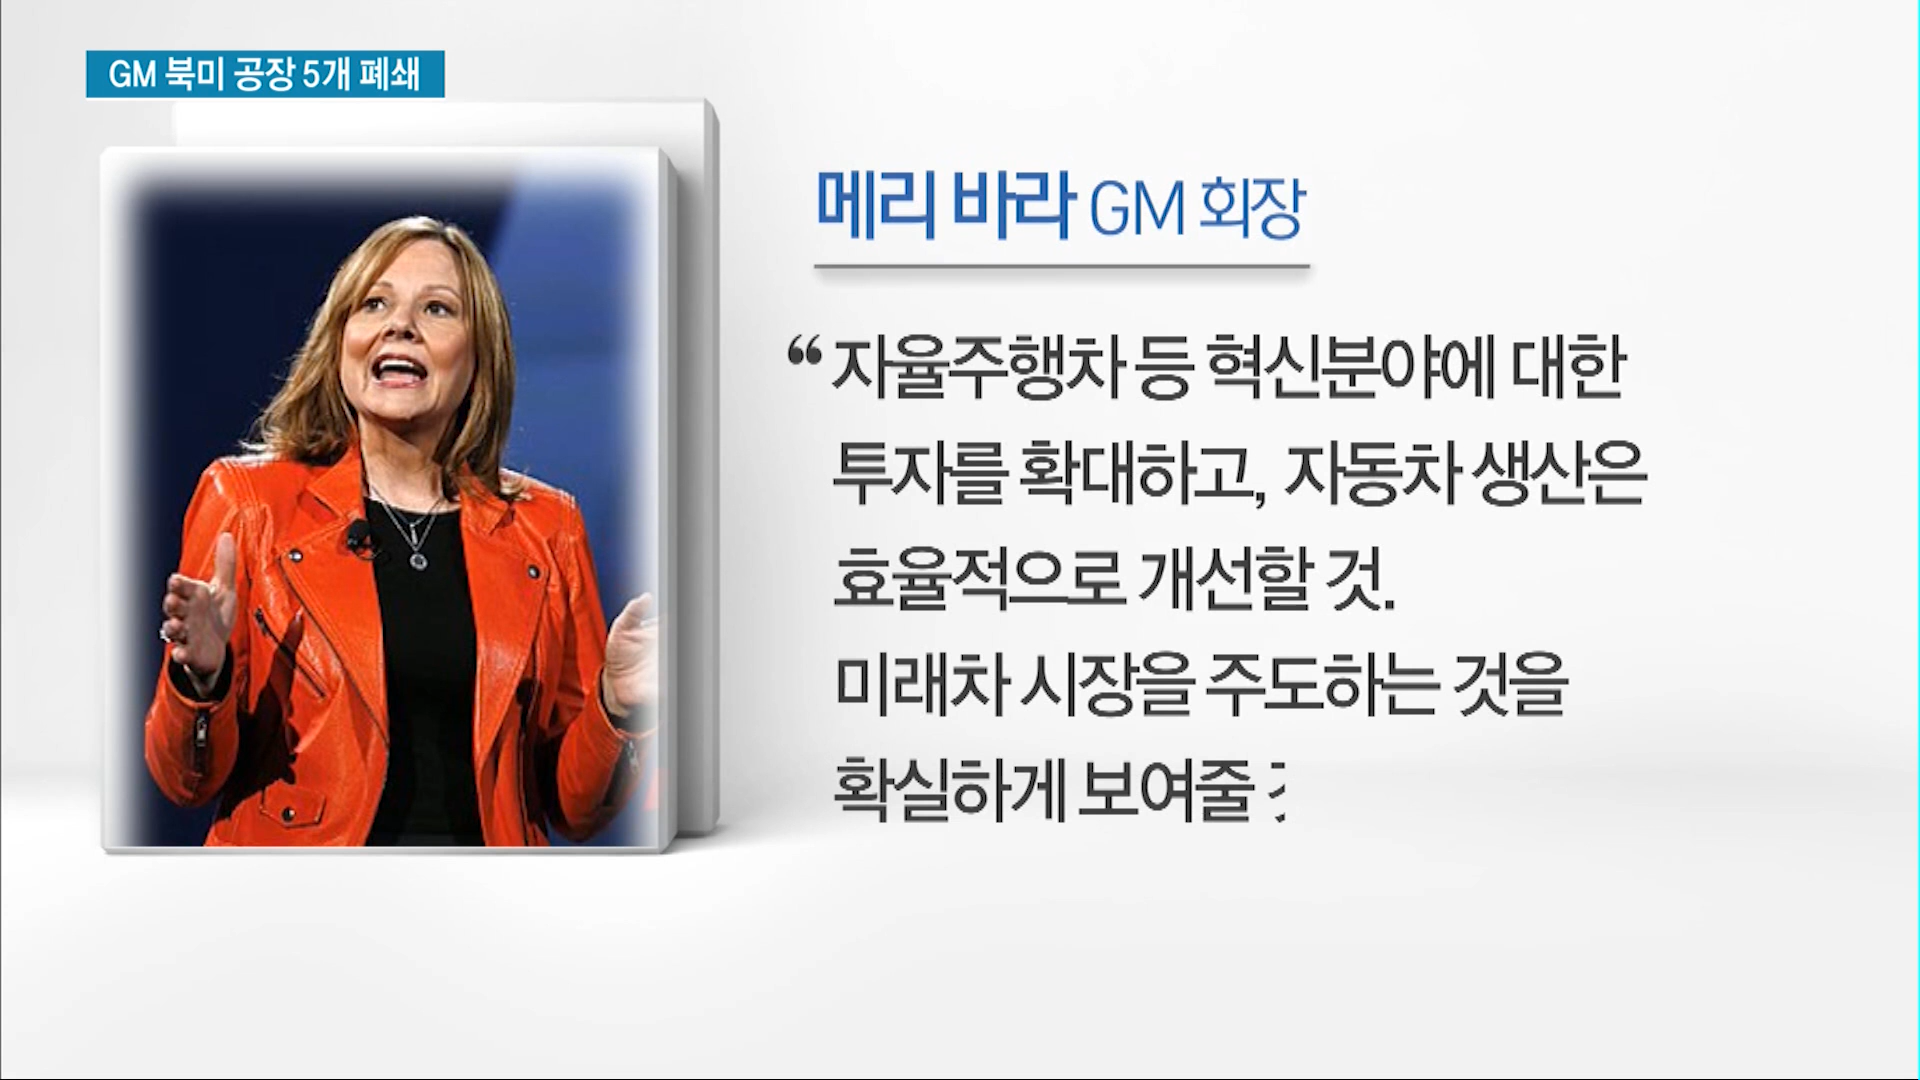 GM 북미 공장 5개 폐쇄
메리 바라 GM 회장
“ 자율주행차 등 혁신분야에 대한
투자를 확대하고, 자동차 생산은
효율적으로 개선할 것.
미래차 시장을 주도하는 것을
확실하게 보여줄